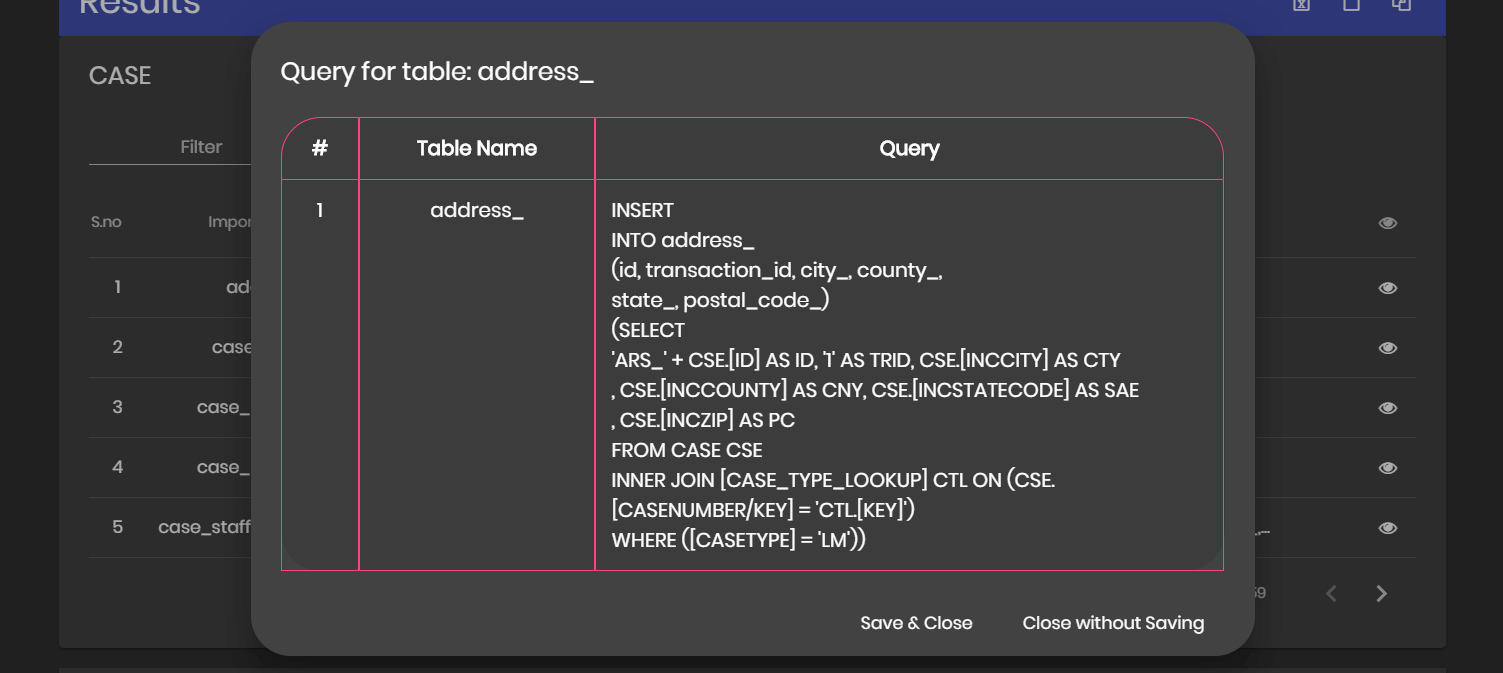 Results
Query for table: address_
CASE
# Table Name Query
Filter
1 address_ INSERT
INTO address_
(id, transaction_id, city_, county_,
state_, postal_code_)
(SELECT
'ARS_' + CSE.[ID] AS ID, '1' AS TRID, CSE.[INCCITY] AS CTY
, CSE.[INCCOUNTY] AS CNY, CSE.[INCSTATECODE] AS SAE
, CSE.[INCZIP] AS PC
FROM CASE CSE
INNER JOIN [CASE_TYPE_LOOKUP] CTL ON (CSE.
[CASENUMBER/KEY] = 'CTL.[KEY]')
WHERE ([CASETYPE] = 'LM'))
S.no
1
2 case
3 case_
4 case_
5 case_staff
Save & Close Close without Saving